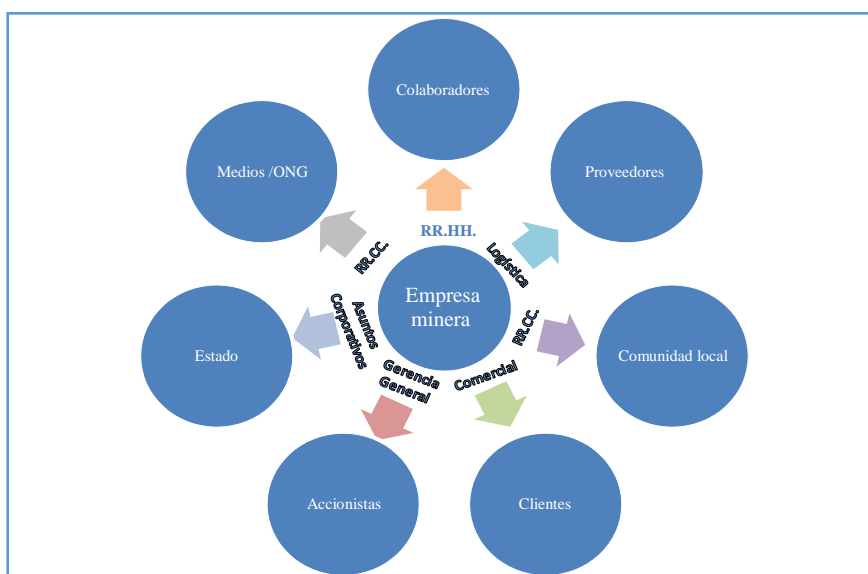 Colaboradores
Medios /ONG
Proveedores
RR.HH.
RR.CC.
Logística
Empresa
minera
RR.CC.
Asuntos
Corporativos
Estado
Comunidad local
Gerencia
General
Comercial
Accionistas
Clientes